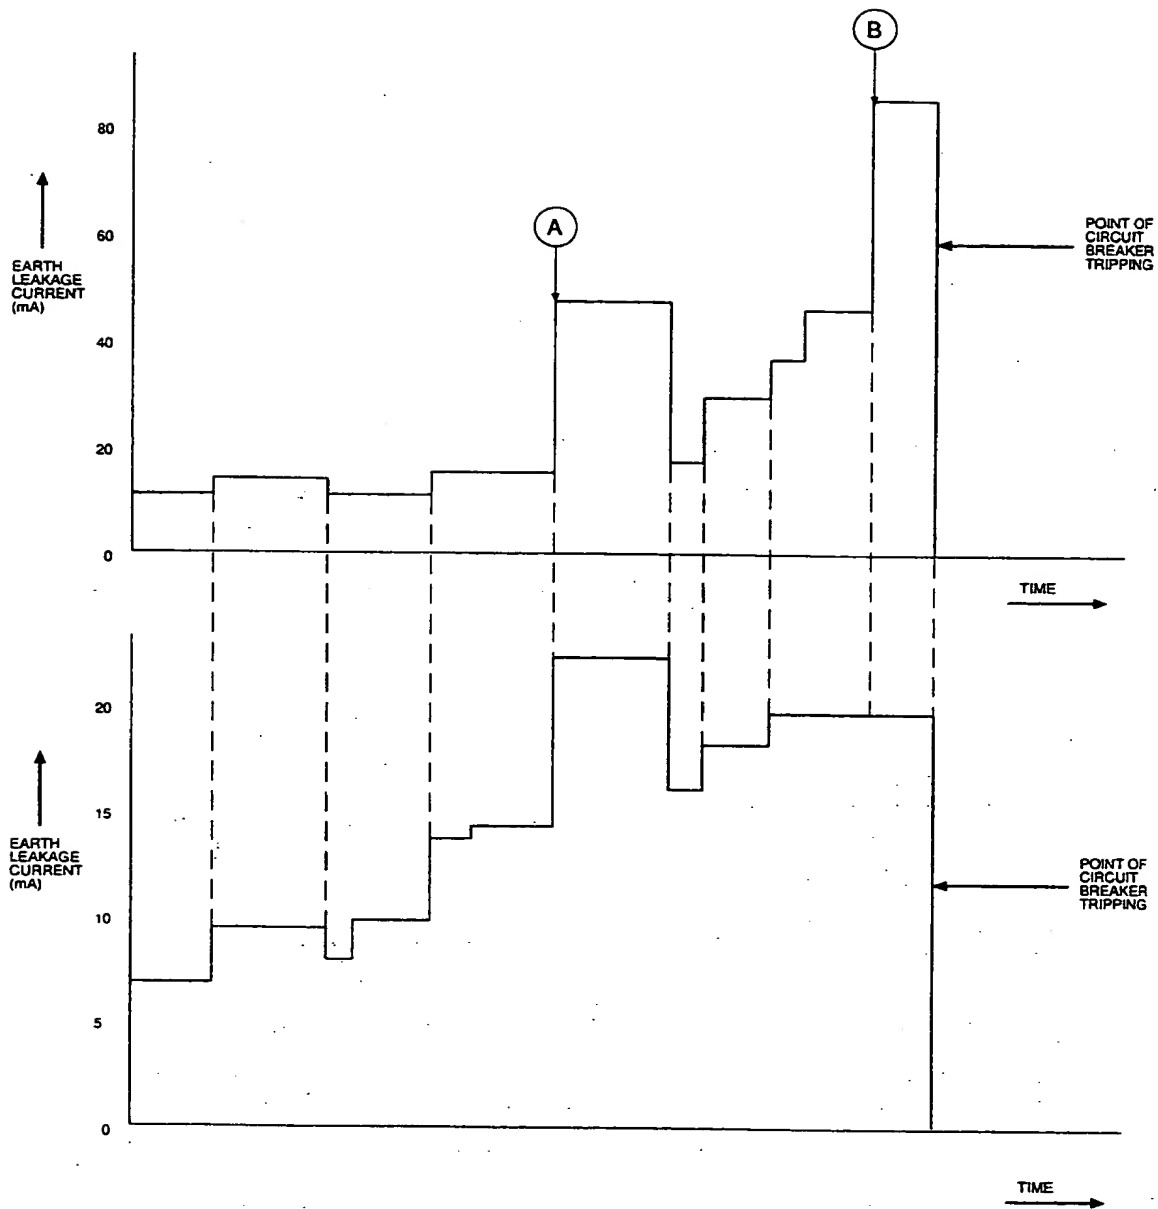 B
80
A
60
POINT OF
CIRCUIT
BREAKER
TRIPPING
EARTH
LEAKAGE
CURRENT
(mA)
40
20
0
TIME
20
15
EARTH
LEAKAGE
CURRENT
(mA)
POINT OF
CIRCUIT
BREAKER
TRIPPING
10
5
0
TIME